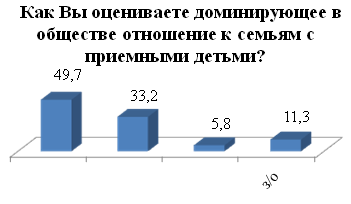 Как Вы оцениваете доминирующее в
обществе отношение к семьям с
приемными детьми?
49,7
33,2
5,8
11,3
з/о